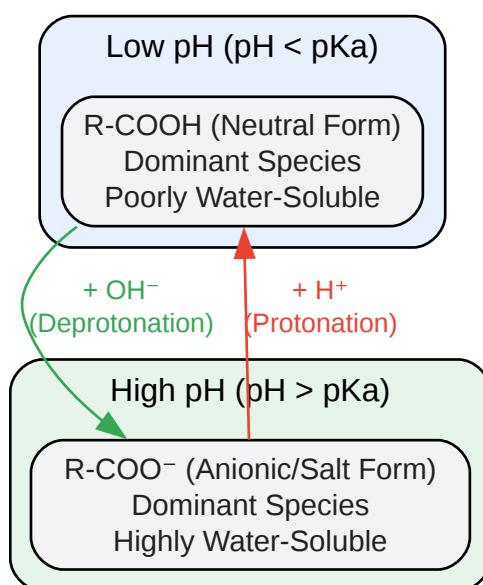 Low pH (pH < pKa)
R-COOH (Neutral Form)
Dominant Species
Poorly Water-Soluble
+ OH⁻
(Deprotonation)
+ H⁺
(Protonation)
High pH (pH > pKa)
R-COO⁻ (Anionic/Salt Form)
Dominant Species
Highly Water-Soluble